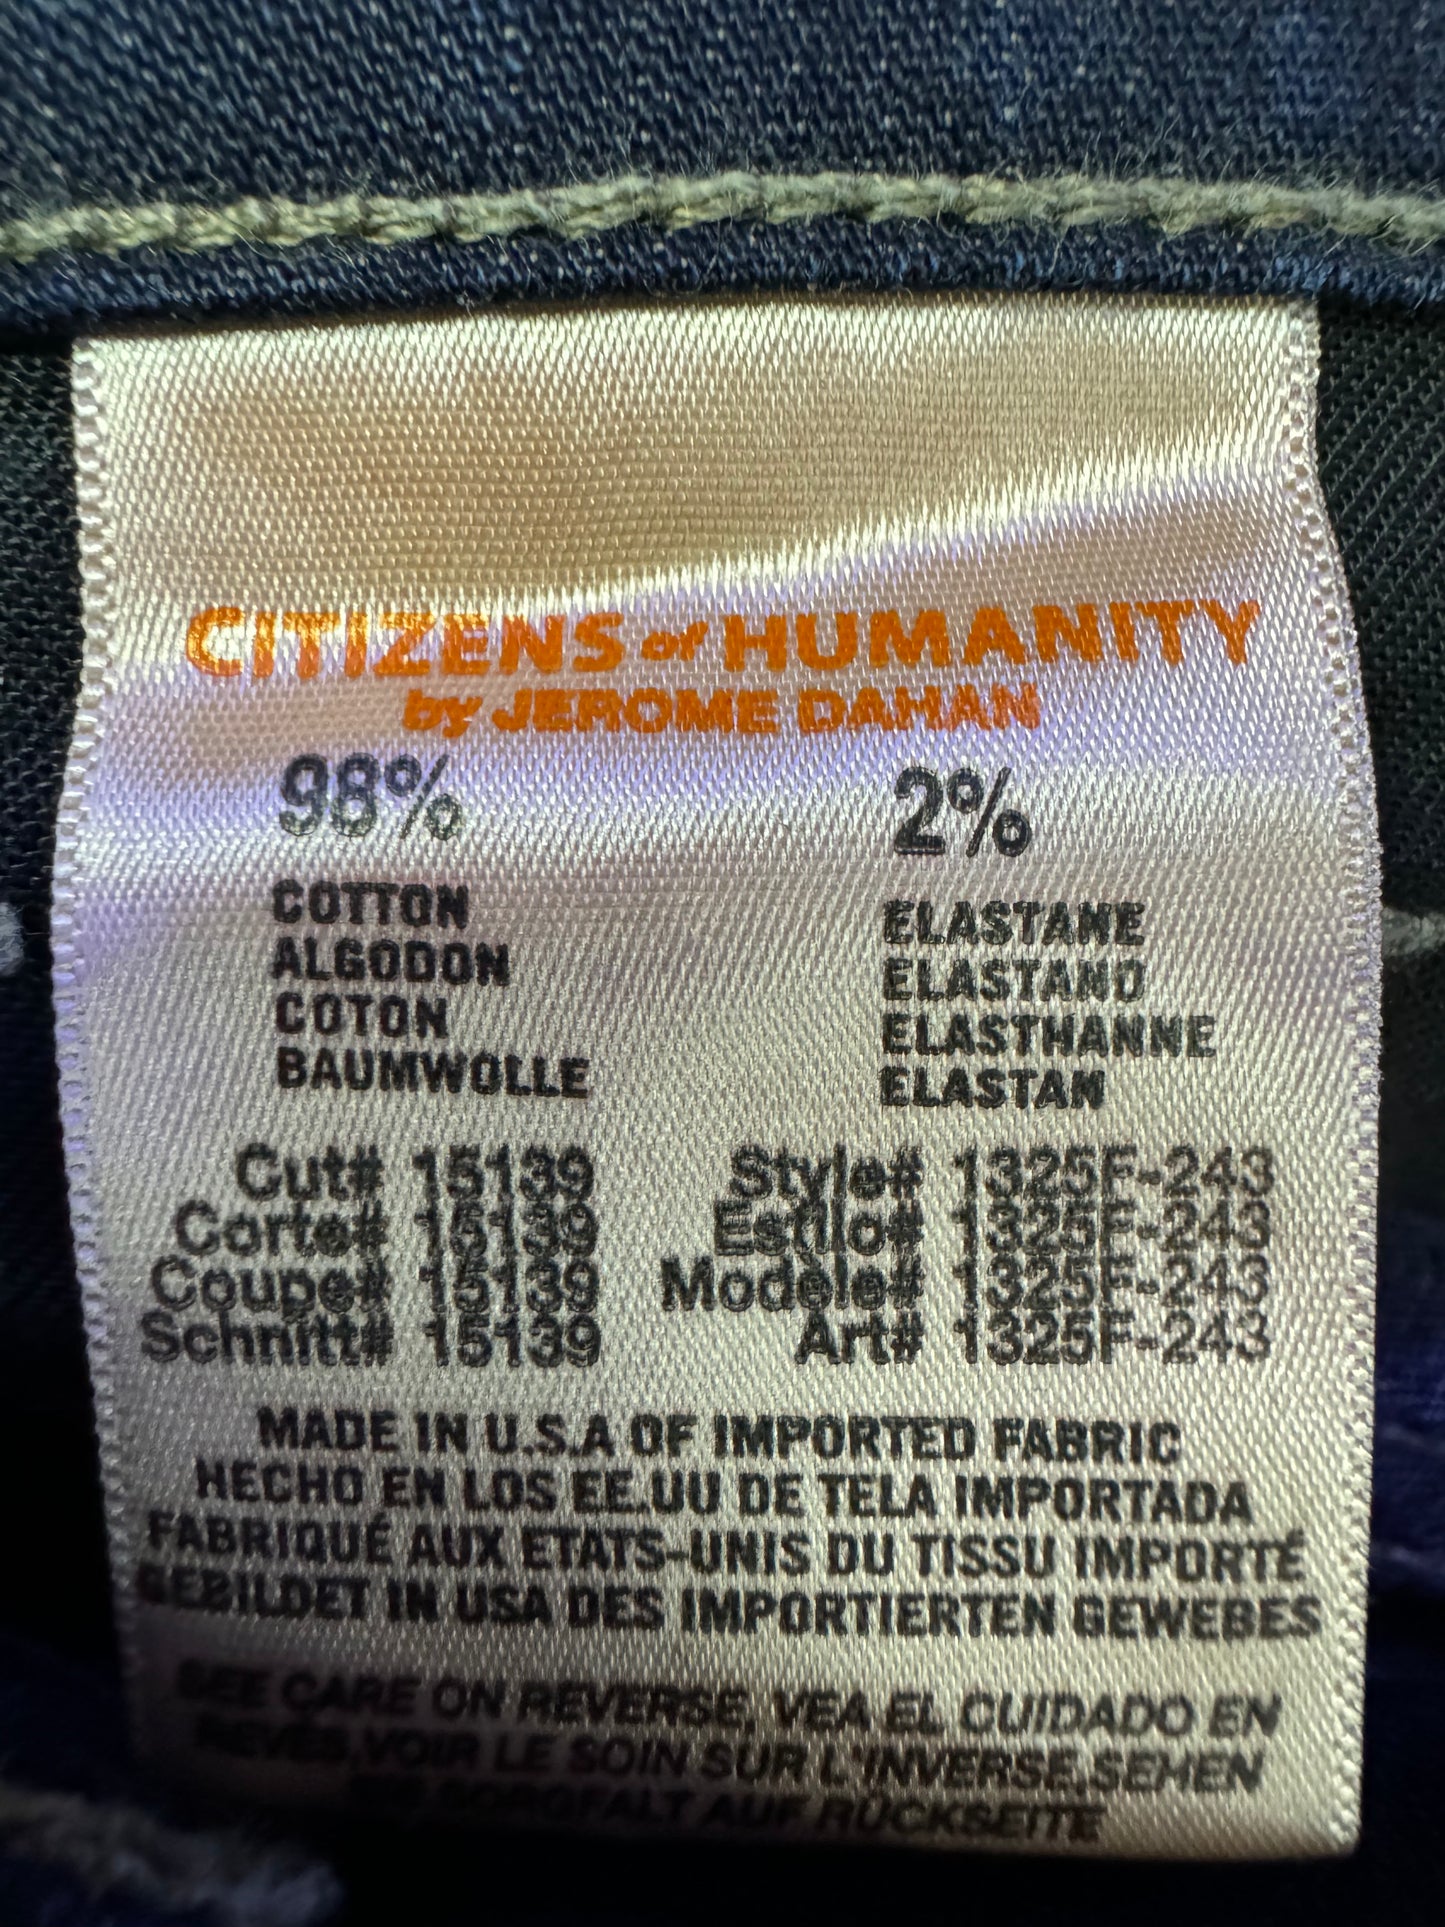 CITIZENS of HUMANITY
by JEROME DAHAN
98% 2%
COTTON ELASTANE
ALGODON ELASTANO
COTON ELASTHANNE
BAUMWOLLE ELASTAN
Cut# 15139 Style# 1325F-243
Corte# 15139 Estilo# 1325F-243
Coupe# 15139 Modèle# 1325F-243
Schnitt# 15139 Art# 1325F-243
MADE IN U.S.A OF IMPORTED FABRIC
HECHO EN LOS EE.UU DE TELA IMPORTADA
FABRIQUÉ AUX ETATS-UNIS DU TISSU IMPORTÉ
GEBILDET IN USA DES IMPORTIERTEN GEWEBES
SEE CARE ON REVERSE, VEA EL CUIDADO EN
REVES, VOIR LE SOIN SUR L'INVERSE, SEHEN
SORGFALT AUF RÜCKSEITE